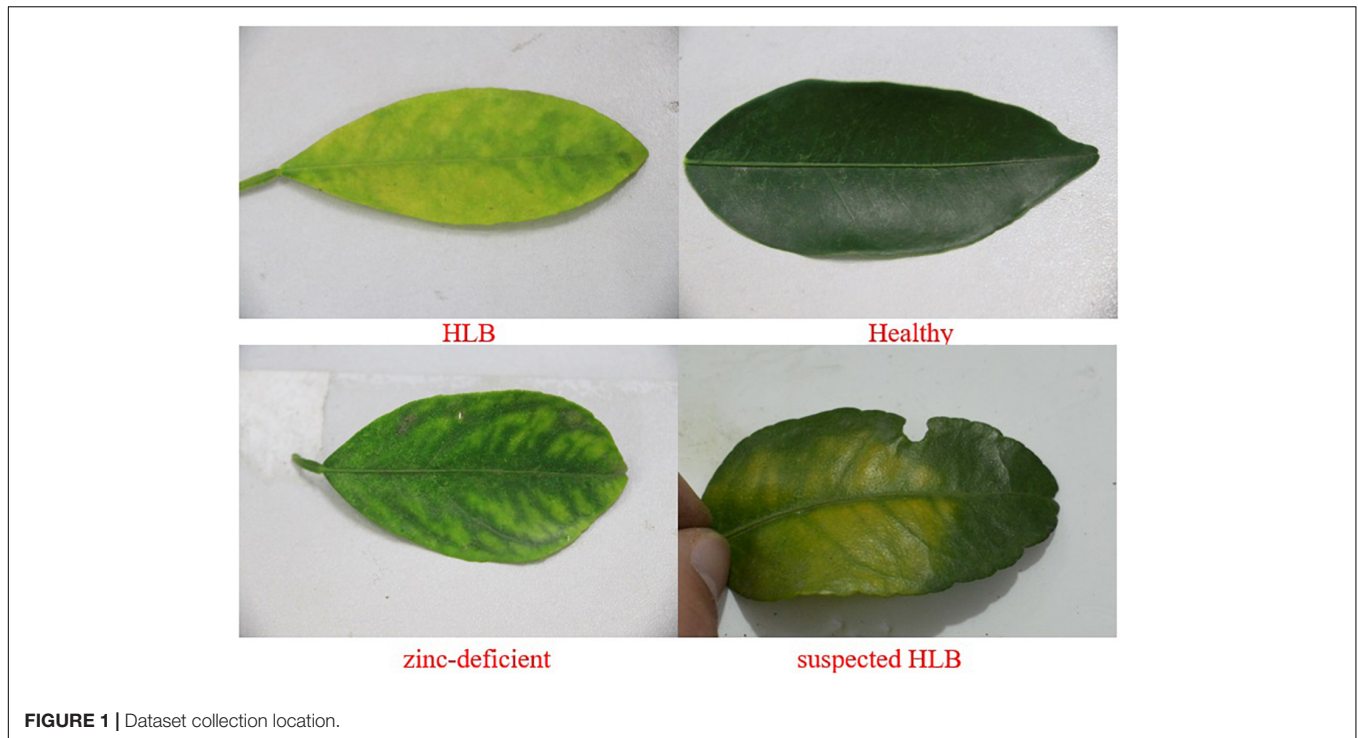 HLB
Healthy
zinc-deficient
suspected HLB
FIGURE 1 | Dataset collection location.